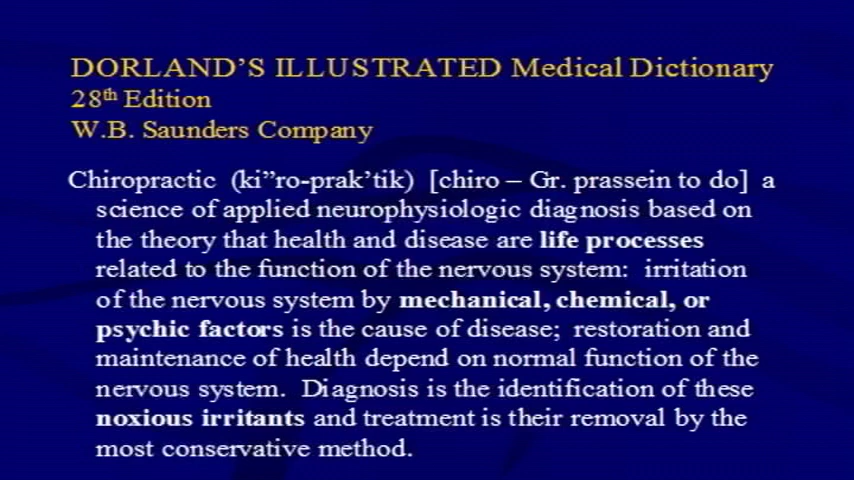 DORLAND'S ILLUSTRATED Medical Dictionary
28th Edition
W.B. Saunders Company
Chiropractic (ki”ro-prak’tik) [chiro – Gr. prassein to do] a
science of applied neurophysiologic diagnosis based on
the theory that health and disease are life processes
related to the function of the nervous system: irritation
of the nervous system by mechanical, chemical, or
psychic factors is the cause of disease; restoration and
maintenance of health depend on normal function of the
nervous system. Diagnosis is the identification of these
noxious irritants and treatment is their removal by the
most conservative method.